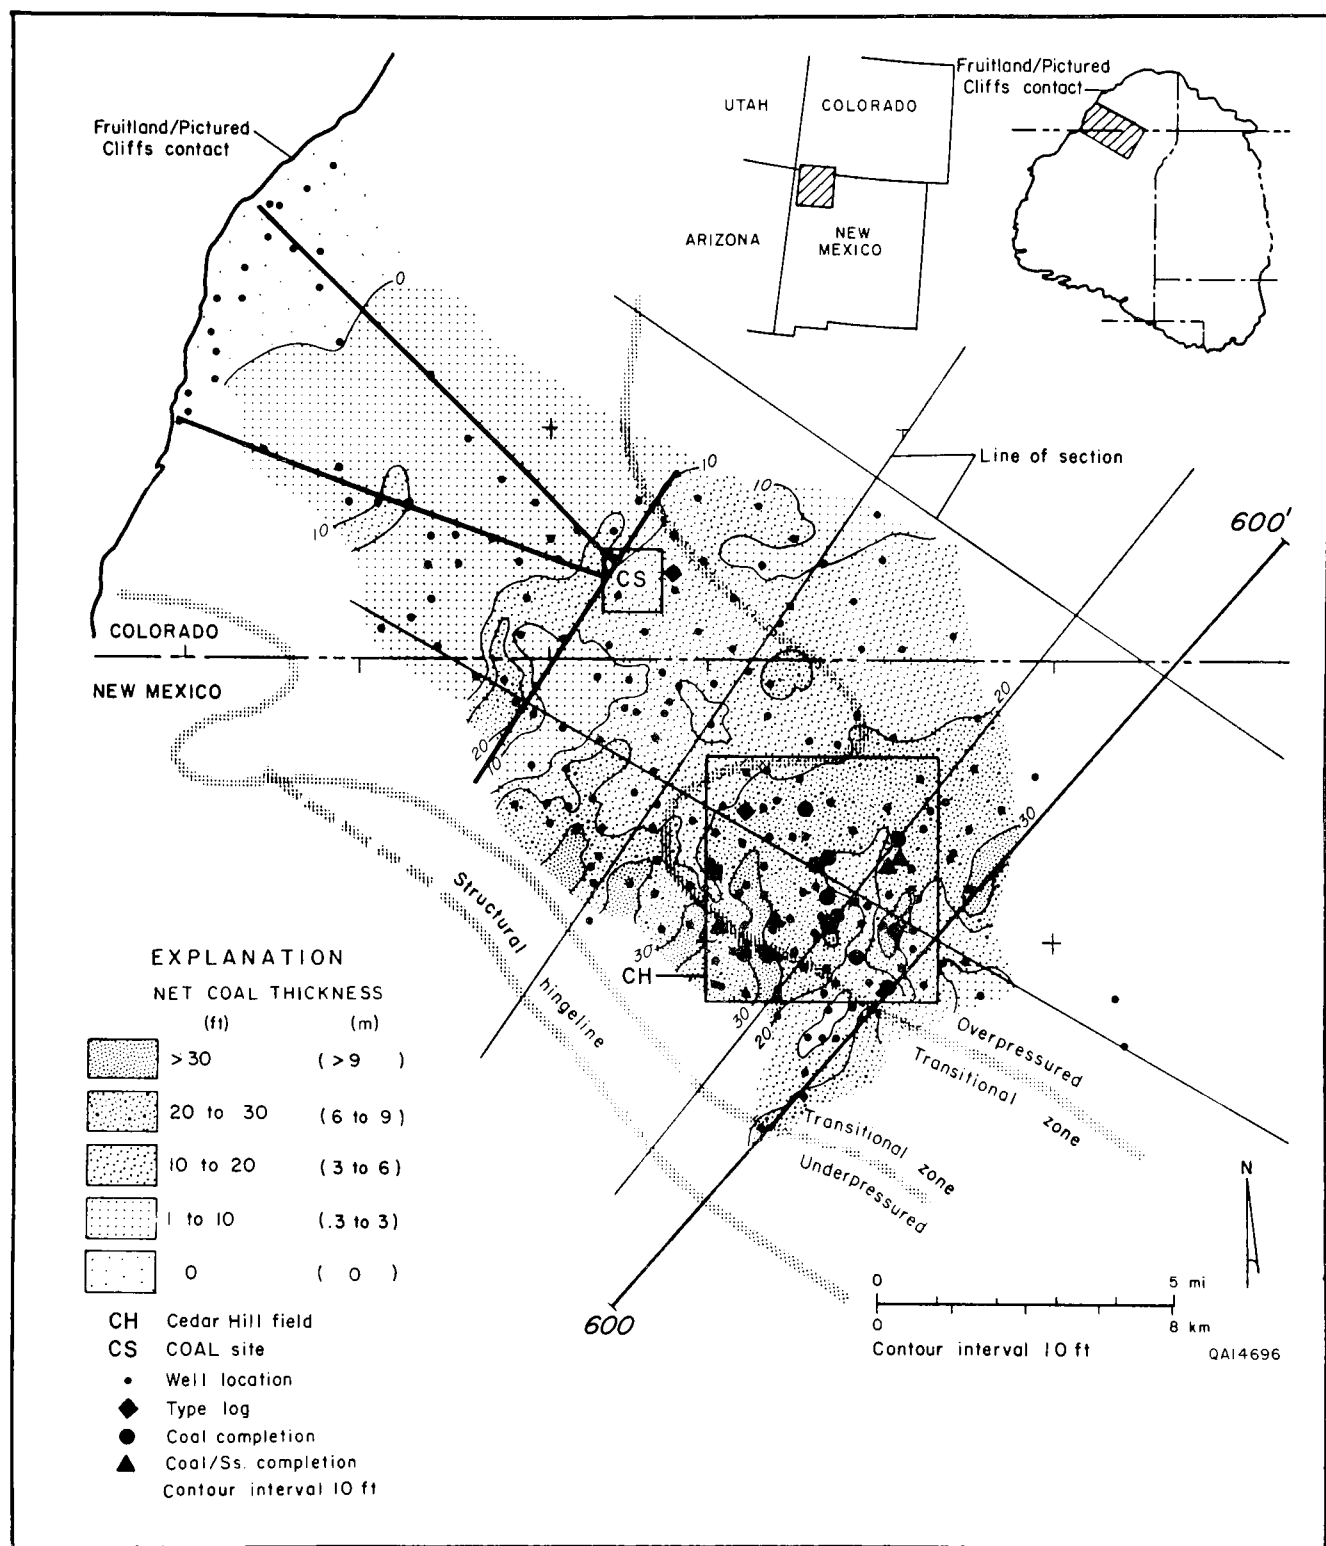 Fruitland/Pictured
Cliffs contact
UTAH
COLORADO
ARIZONA
NEW
MEXICO
Fruitland/Pictured
Cliffs contact
0
10
10
10
Line of section
600'
CS
COLORADO
NEW MEXICO
20
20
10
30
Structural
hingeline
30
CH
30
20
Overpressured
Transitional zone
Transitional zone
Underpressured
600
N
0 5 mi
0 8 km
Contour interval 10 ft
QA14696
EXPLANATION
NET COAL THICKNESS
(ft) (m)
>30 (>9 )
20 to 30 (6 to 9)
10 to 20 (3 to 6)
1 to 10 (.3 to 3)
0 ( 0 )
CH Cedar Hill field
CS COAL site
Well location
Type log
Coal completion
Coal/Ss. completion
Contour interval 10 ft